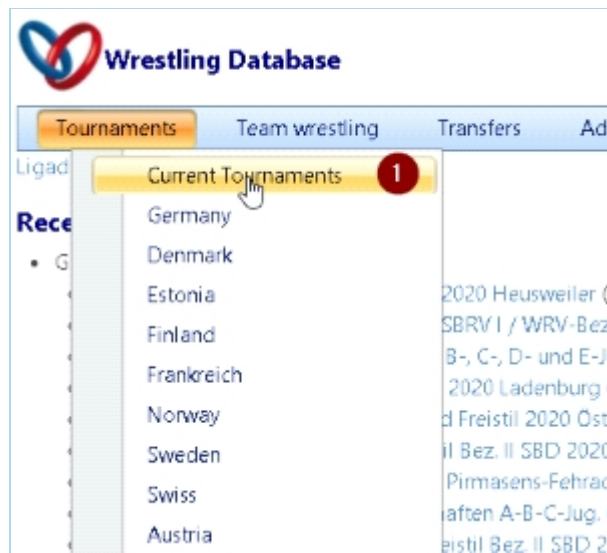 Wrestling Database
Tournaments Team wrestling Transfers Ad
Ligad
Current Tournaments 1
Rece
Germany
• G
Denmark
Estonia
2020 Heusweiler (
Finland
SBRV I / WRV-Bez
B-, C-, D- und E-J
Frankreich
2020 Ladenburg
Norway
d Freistil 2020 Öst
Sweden
il Bez. II SBD 2020
Swiss
Pirmasens-Fehrac
aften A-B-C-Jug.
Austria
eistil Bez. II SBD 2